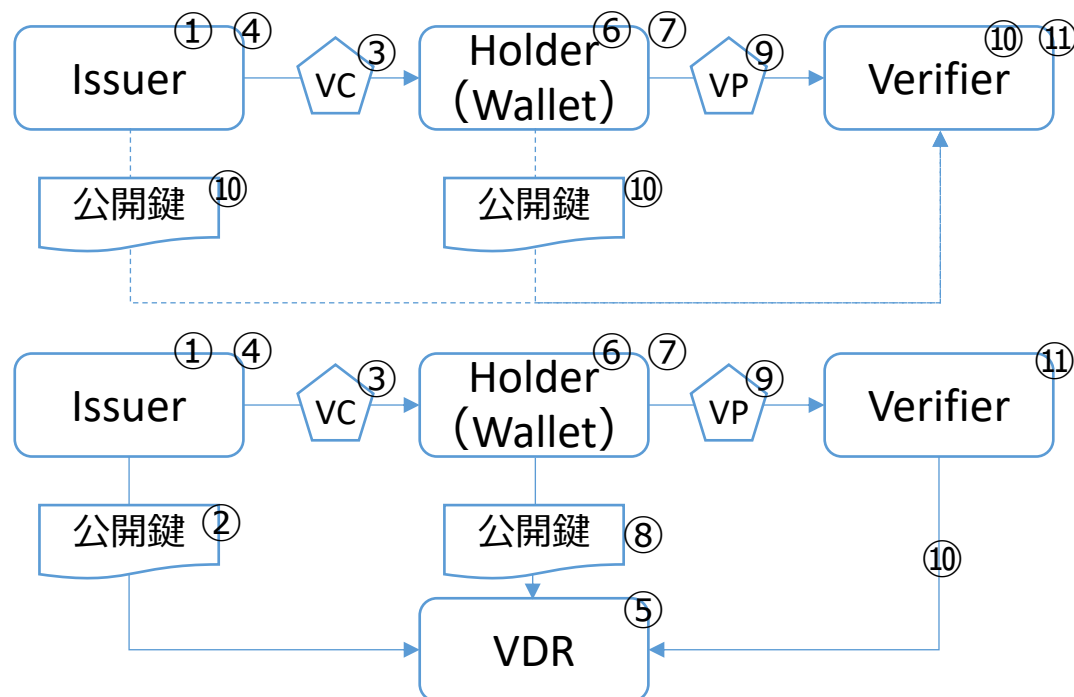 ① ④ ③ ⑥ ⑦ ⑨ ⑩ ⑪
Issuer VC Holder VP Verifier
（Wallet）
公開鍵 ⑩ 公開鍵 ⑩
① ④ ③ ⑥ ⑦ ⑨ ⑪
Issuer VC Holder VP Verifier
（Wallet）
公開鍵 ② 公開鍵 ⑧
⑩
⑤
VDR